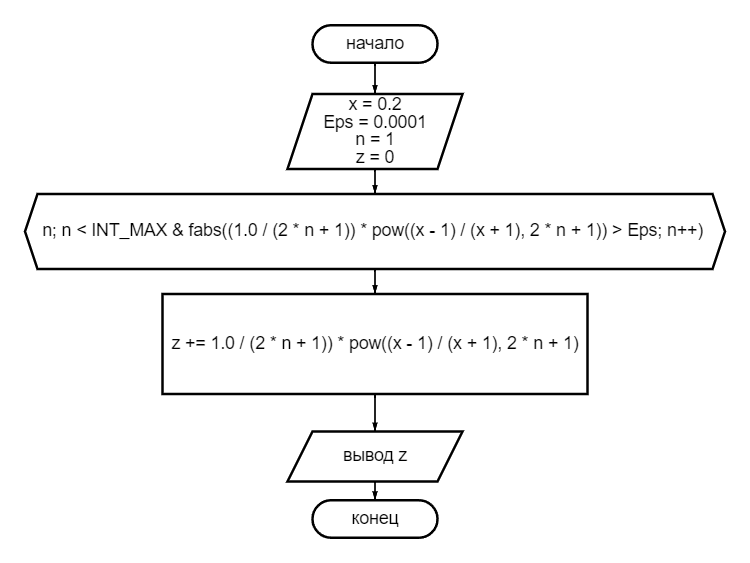 начало
x = 0.2
Eps = 0.0001
n = 1
z = 0
n; n < INT_MAX & fabs((1.0 / (2 * n + 1)) * pow((x - 1) / (x + 1), 2 * n + 1)) > Eps; n++)
z += 1.0 / (2 * n + 1)) * pow((x - 1) / (x + 1), 2 * n + 1)
вывод z
конец